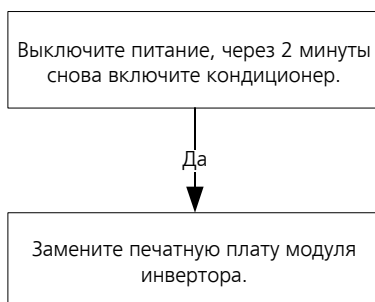 Выключите питание, через 2 минуты
снова включите кондиционер.
Да
Замените печатную плату модуля
инвертора.